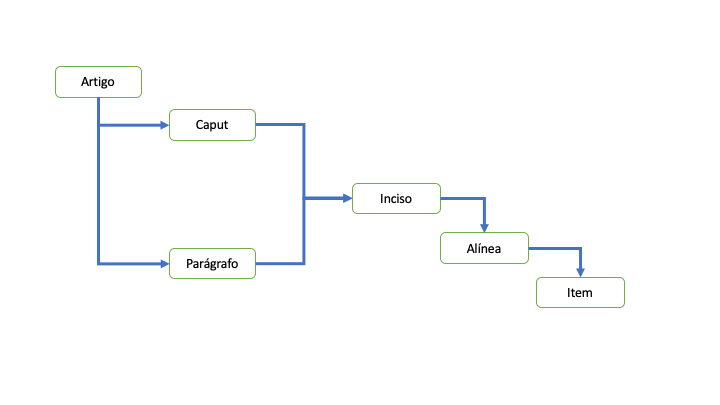 Artigo
Caput
Inciso
Alínea
Parágrafo
Item